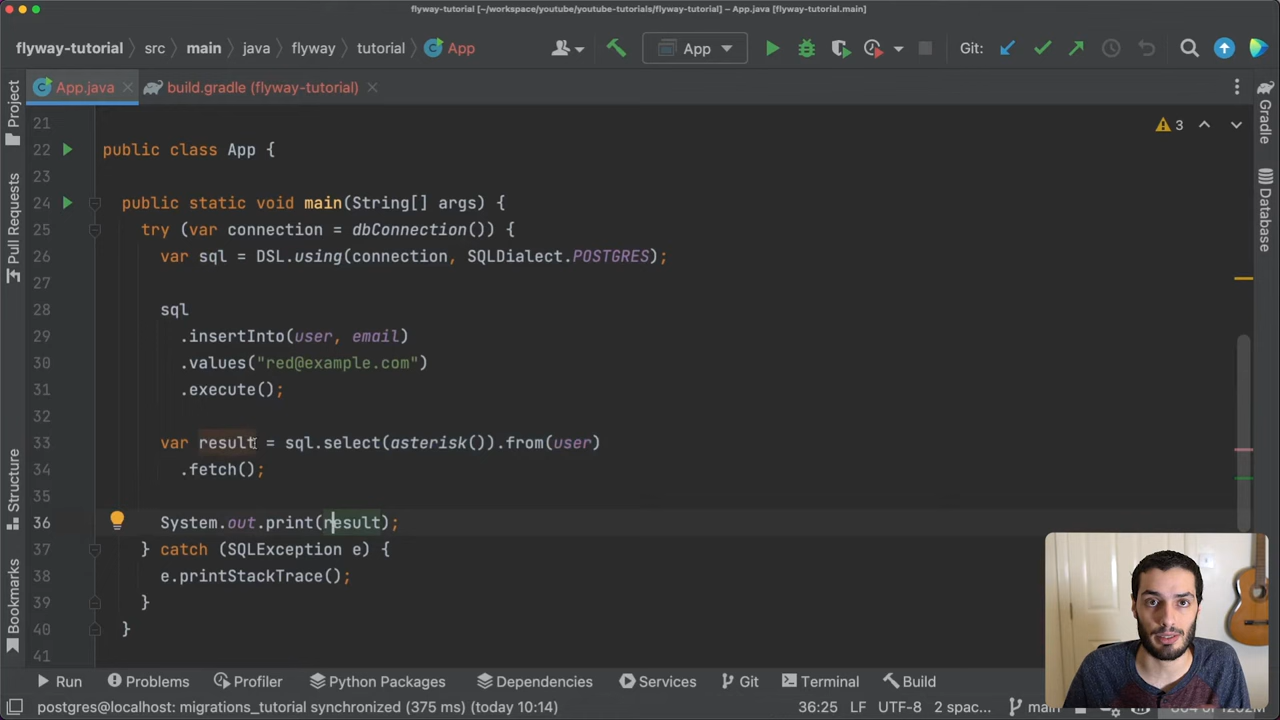 flyway-tutorial [~/workspace/youtube/youtube-tutorials/flyway-tutorial] – App.java [flyway-tutorial.main]
flyway-tutorial src main java flyway tutorial App App Git:
App.java build.gradle (flyway-tutorial)
Project
Pull Requests
Structure
Bookmarks
Gradle
Database
3
21
22 public class App {
23
24 public static void main(String[] args) {
25 try (var connection = dbConnection()) {
26 var sql = DSL.using(connection, SQLDialect.POSTGRES);
27
28 sql
29 .insertInto(user, email)
30 .values("red@example.com")
31 .execute();
32
33 var result = sql.select(asterisk()).from(user)
34 .fetch();
35
36 System.out.print(result);
37 } catch (SQLException e) {
38 e.printStackTrace();
39 }
40 }
41
Run Problems Profiler Python Packages Dependencies Services Git Terminal Build
postgres@localhost: migrations_tutorial synchronized (375 ms) (today 10:14) 36:25 LF UTF-8 2 spac... main